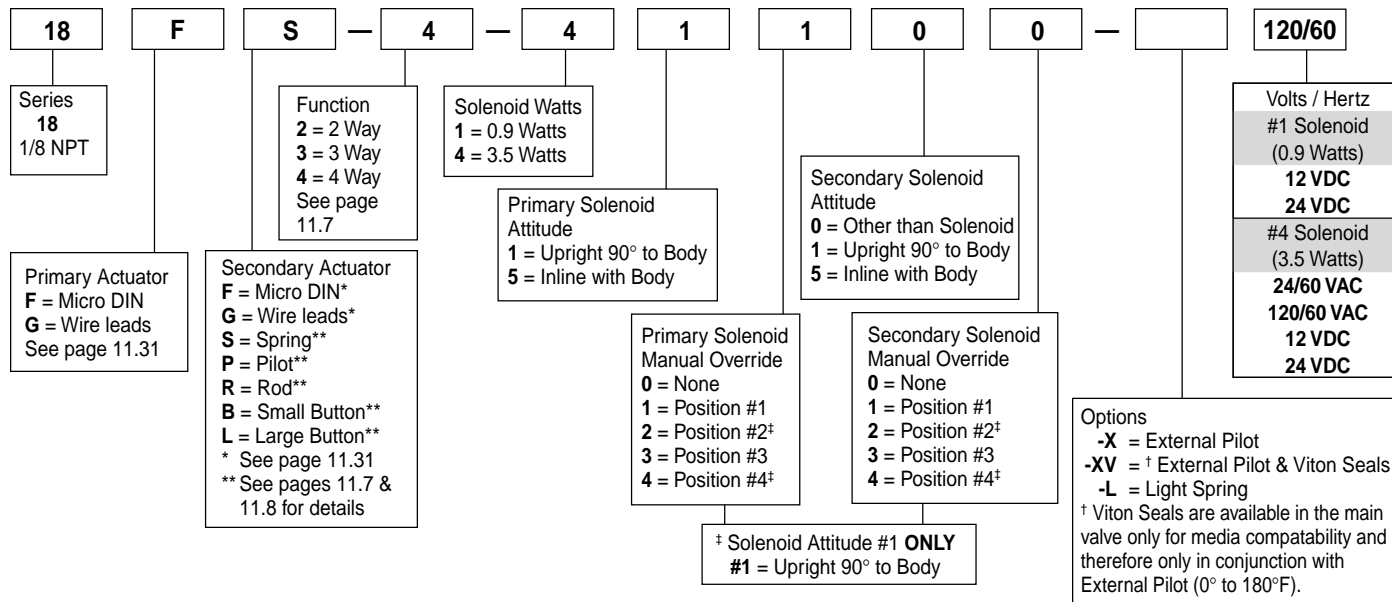 18 F S — 4 — 4 1 1 0 0 — 120/60
Series
18
1/8 NPT
Primary Actuator
F = Micro DIN
G = Wire leads
See page 11.31
Secondary Actuator
F = Micro DIN*
G = Wire leads*
S = Spring**
P = Pilot**
R = Rod**
B = Small Button**
L = Large Button**
* See page 11.31
** See pages 11.7 &
11.8 for details
Function
2 = 2 Way
3 = 3 Way
4 = 4 Way
See page
11.7
Solenoid Watts
1 = 0.9 Watts
4 = 3.5 Watts
Primary Solenoid
Attitude
1 = Upright 90° to Body
5 = Inline with Body
Primary Solenoid
Manual Override
0 = None
1 = Position #1
2 = Position #2‡
3 = Position #3
4 = Position #4‡
Secondary Solenoid
Attitude
0 = Other than Solenoid
1 = Upright 90° to Body
5 = Inline with Body
Secondary Solenoid
Manual Override
0 = None
1 = Position #1
2 = Position #2‡
3 = Position #3
4 = Position #4‡
‡ Solenoid Attitude #1 ONLY
#1 = Upright 90° to Body
Options
-X = External Pilot
-XV = † External Pilot & Viton Seals
-L = Light Spring
† Viton Seals are available in the main
valve only for media compatability and
therefore only in conjunction with
External Pilot (0° to 180°F).
Volts / Hertz
#1 Solenoid
(0.9 Watts)
12 VDC
24 VDC
#4 Solenoid
(3.5 Watts)
24/60 VAC
120/60 VAC
12 VDC
24 VDC